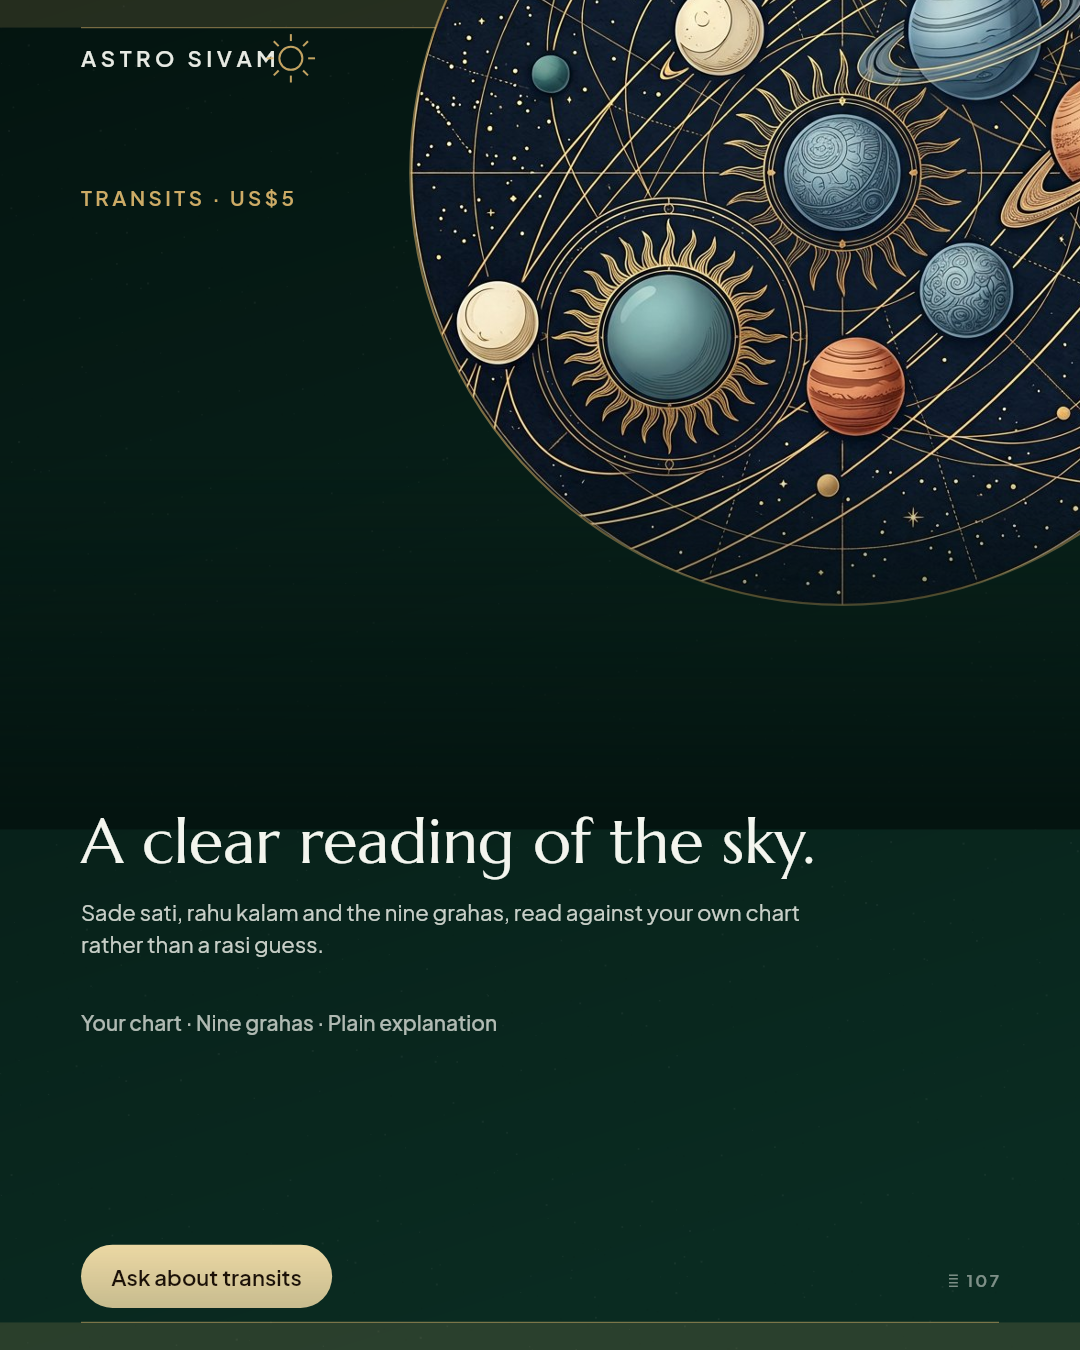 ASTRO SIVAM
TRANSITS · US$5
A clear reading of the sky.
Sade sati, rahu kalam and the nine grahas, read against your own chart
rather than a rasi guess.
Your chart · Nine grahas · Plain explanation
Ask about transits
107